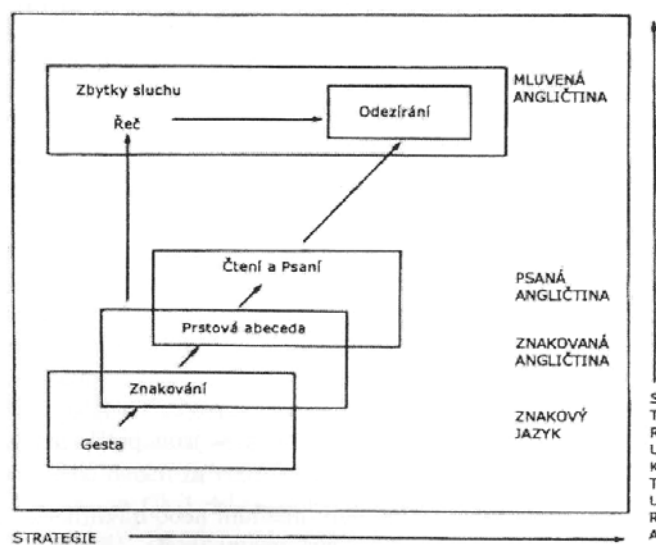 Zbytky sluchu
Řeč
Odezírání
MLUVENÁ
ANGLIČTINA
Čtení a Psaní
PSANÁ
ANGLIČTINA
Prstová abeceda
ZNAKOVANÁ
ANGLIČTINA
Znakování
Gesta
ZNAKOVÝ
JAZYK
STRATEGIE
S
T
R
U
K
T
U
R
A